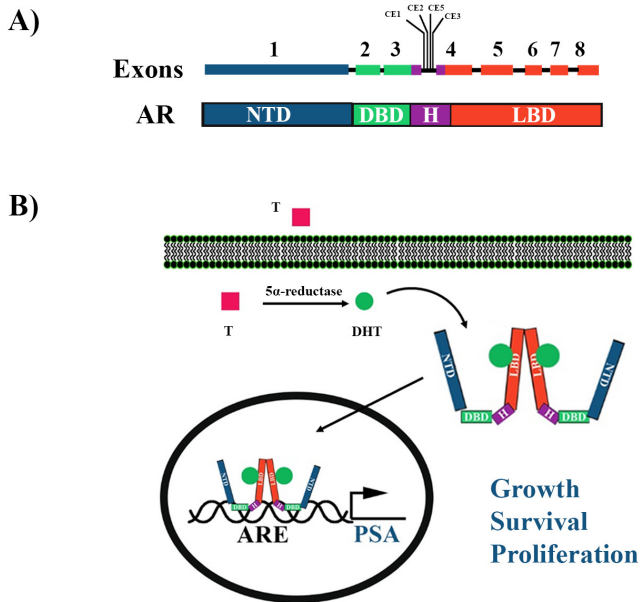 A)
CE1 CE2 CE5 CE3
1 2 3 4 5 6 7 8
Exons
AR NTD DBD H LBD
B)
T
5α-reductase
T DHT
NTD LBD LBD NTD
DBD H H DBD
NTD LBD LBD NTD
DBD H H DBD
ARE PSA
Growth
Survival
Proliferation